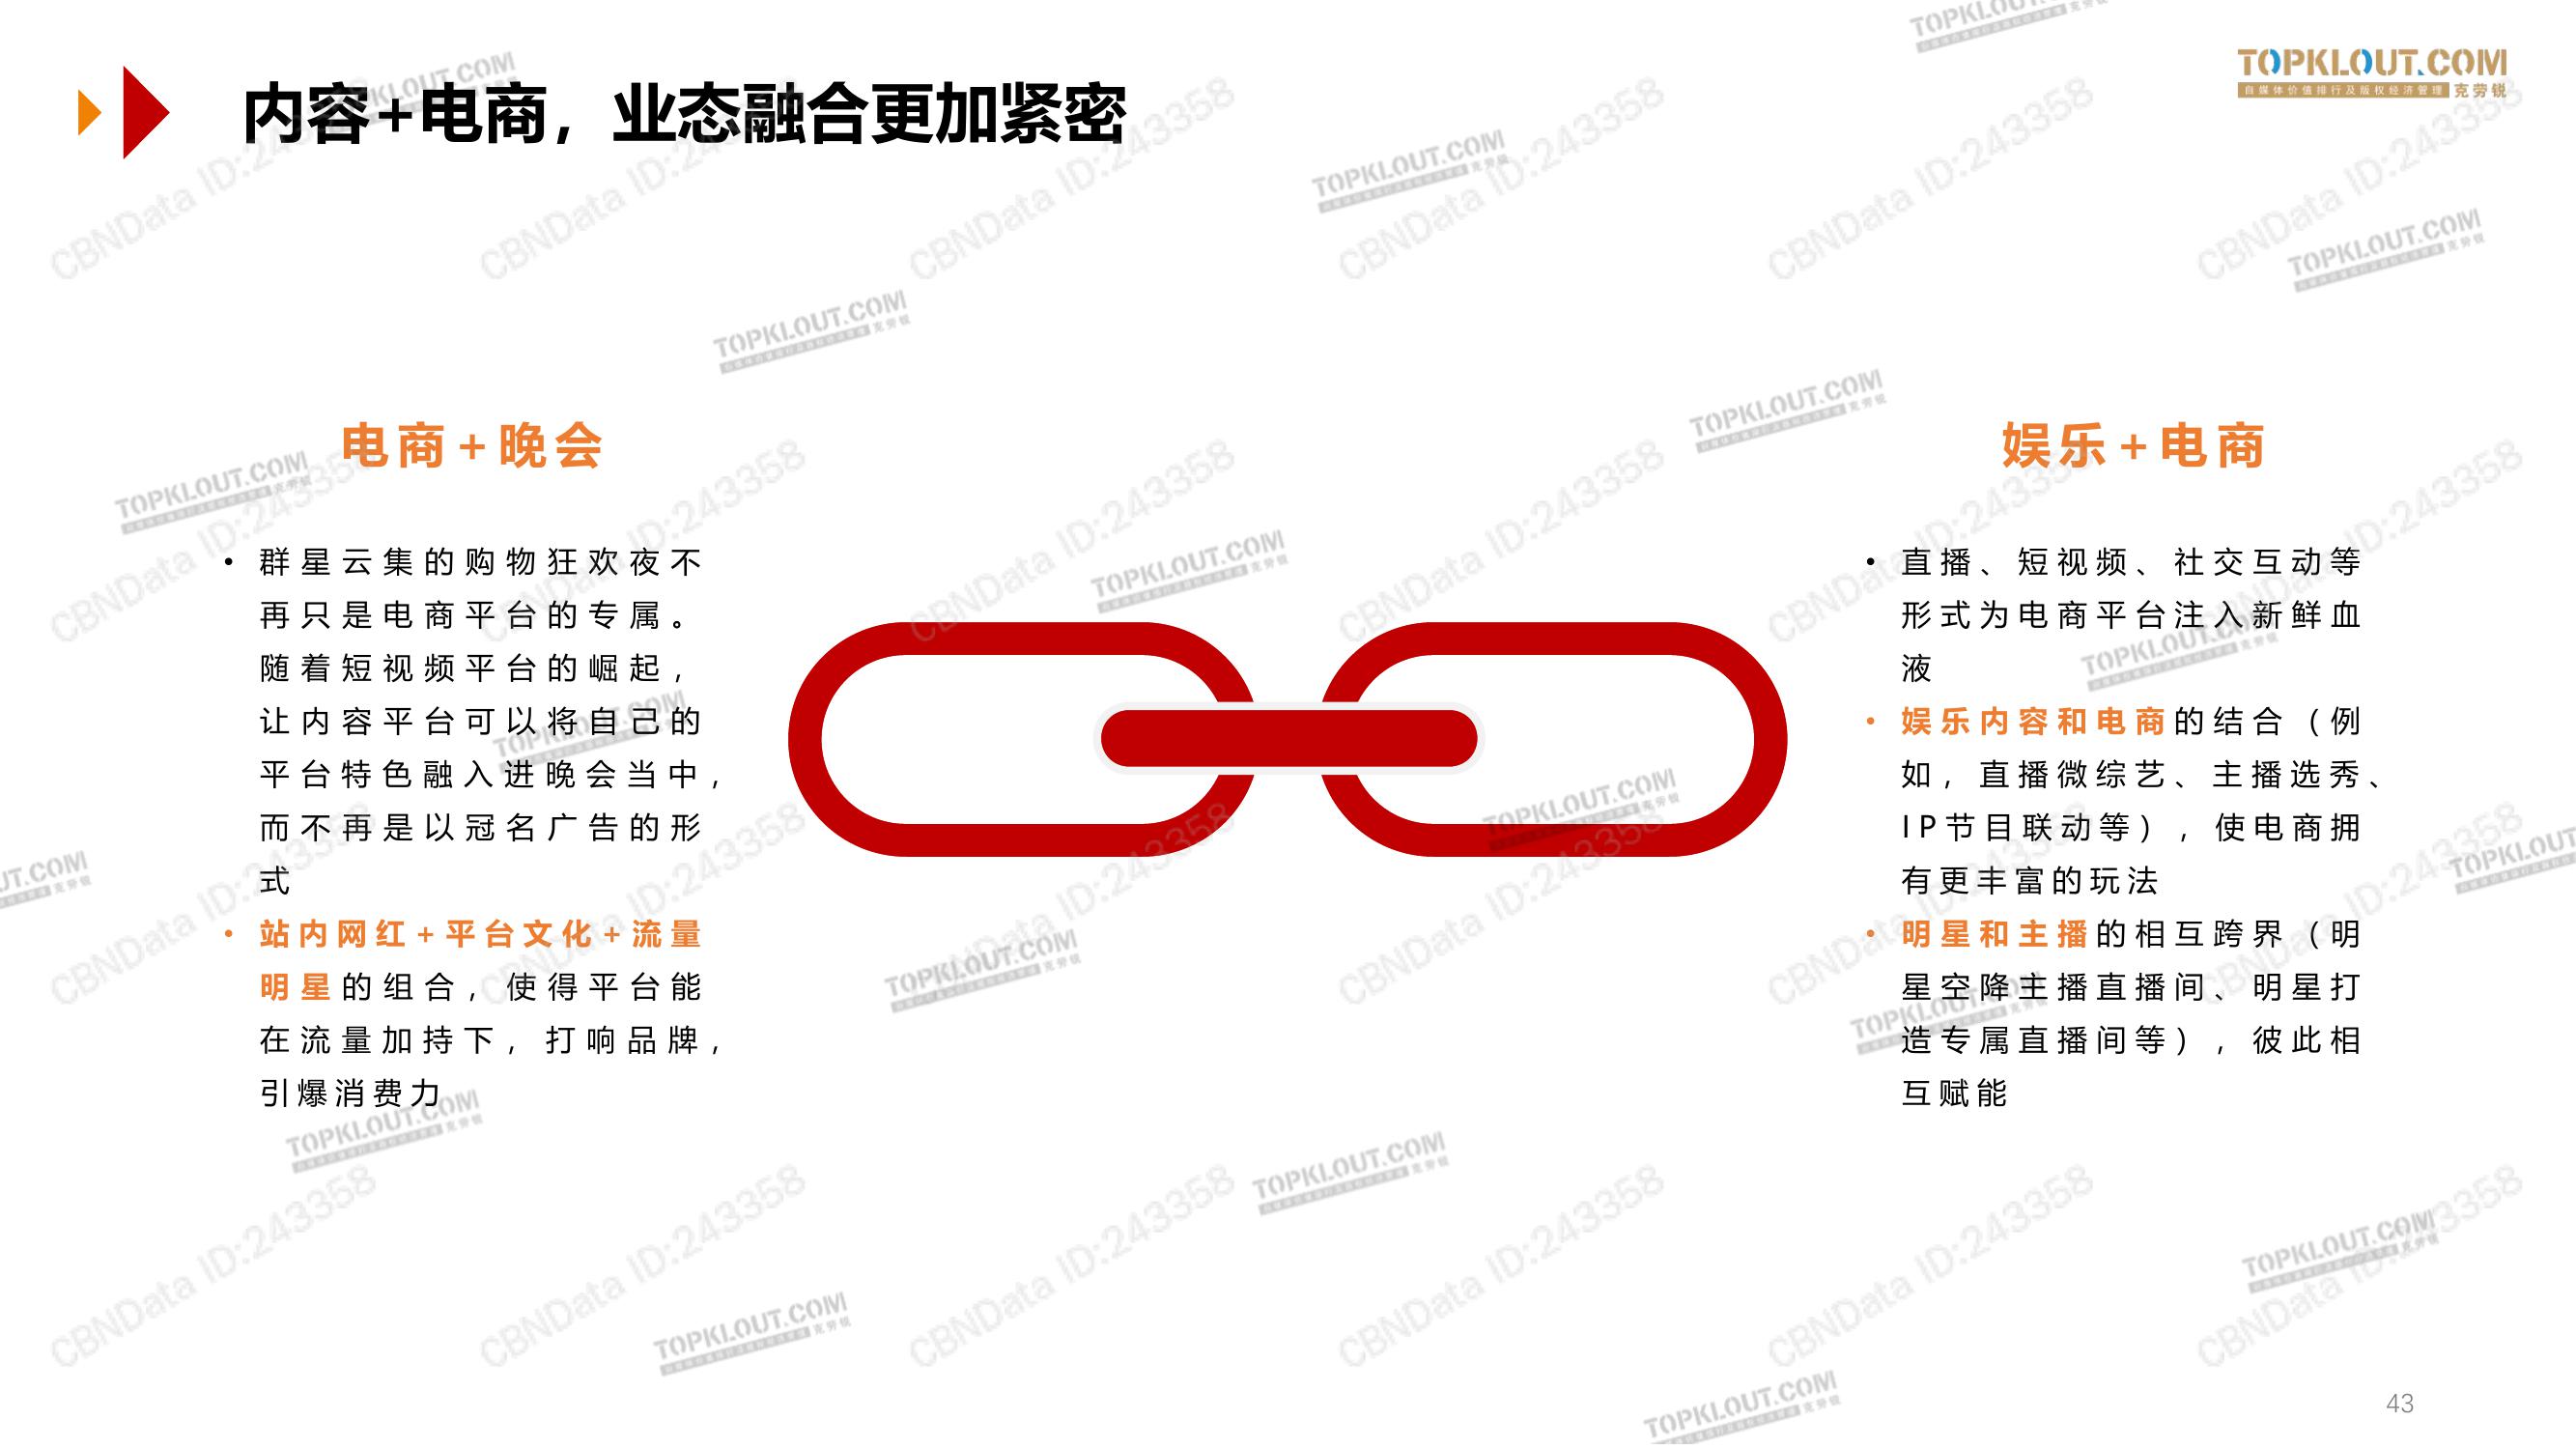 内容+电商，业态融合更加紧密
TOPKLOUT.COM
自媒体价值排行及版权经济管理 克劳锐
电商+晚会
群星云集的购物狂欢夜不
再只是电商平台的专属。
随着短视频平台的崛起，
让内容平台可以将自己的
平台特色融入进晚会当中，
而不再是以冠名广告的形
式
站内网红+平台文化+流量
明星的组合，使得平台能
在流量加持下，打响品牌，
引爆消费力
娱乐+电商
直播、短视频、社交互动等
形式为电商平台注入新鲜血
液
娱乐内容和电商的结合（例
如，直播微综艺、主播选秀、
IP节目联动等），使电商拥
有更丰富的玩法
明星和主播的相互跨界（明
星空降主播直播间、明星打
造专属直播间等），彼此相
互赋能
CBNData ID:243358
43